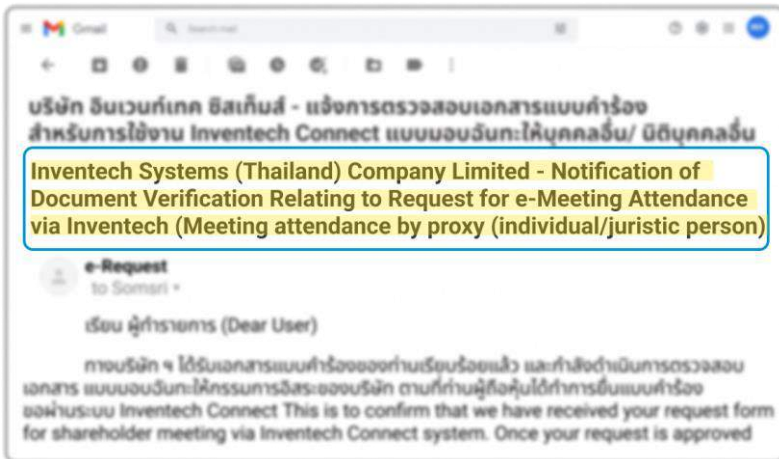 Gmail
บริษัท อินเวนท์เทค ซิสเท็มส์ - แจ้งการตรวจสอบเอกสารแบบคำร้อง
สำหรับการใช้งาน Inventech Connect แบบมอบฉันทะให้บุคคลอื่น/ นิติบุคคลอื่น
Inventech Systems (Thailand) Company Limited - Notification of
Document Verification Relating to Request for e-Meeting Attendance
via Inventech (Meeting attendance by proxy (individual/juristic person)
e-Request
to Somsri
เรียน ผู้ทำรายการ (Dear User)
ทางบริษัท ฯ ได้รับเอกสารแบบคำร้องของท่านเรียบร้อยแล้ว และกำลังดำเนินการตรวจสอบ
เอกสาร แบบมอบฉันทะให้กรรมการอิสระของบริษัท ตามที่ท่านผู้ถือหุ้นได้ทำการยื่นแบบคำร้อง
ขอผ่านระบบ Inventech Connect This is to confirm that we have received your request form
for shareholder meeting via Inventech Connect system. Once your request is approved